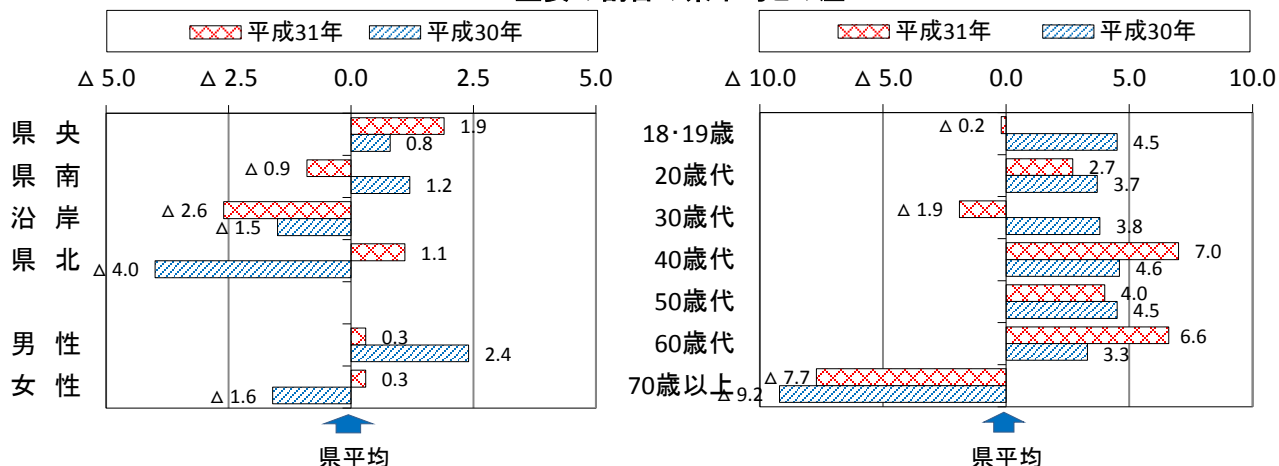 平成31年 平成30年
△ 5.0 △ 2.5 0.0 2.5 5.0
県 央 1.9
0.8
県 南 △ 0.9
1.2
沿 岸 △ 2.6
△ 1.5
県 北 1.1
△ 4.0
男 性 0.3
2.4
女 性 0.3
△ 1.6
県平均
平成31年 平成30年
△ 10.0 △ 5.0 0.0 5.0 10.0
18･19歳 △ 0.2
4.5
20歳代 2.7
3.7
30歳代 △ 1.9
3.8
40歳代 7.0
4.6
50歳代 4.0
4.5
60歳代 6.6
3.3
70歳以上 △ 7.7
△ 9.2
県平均